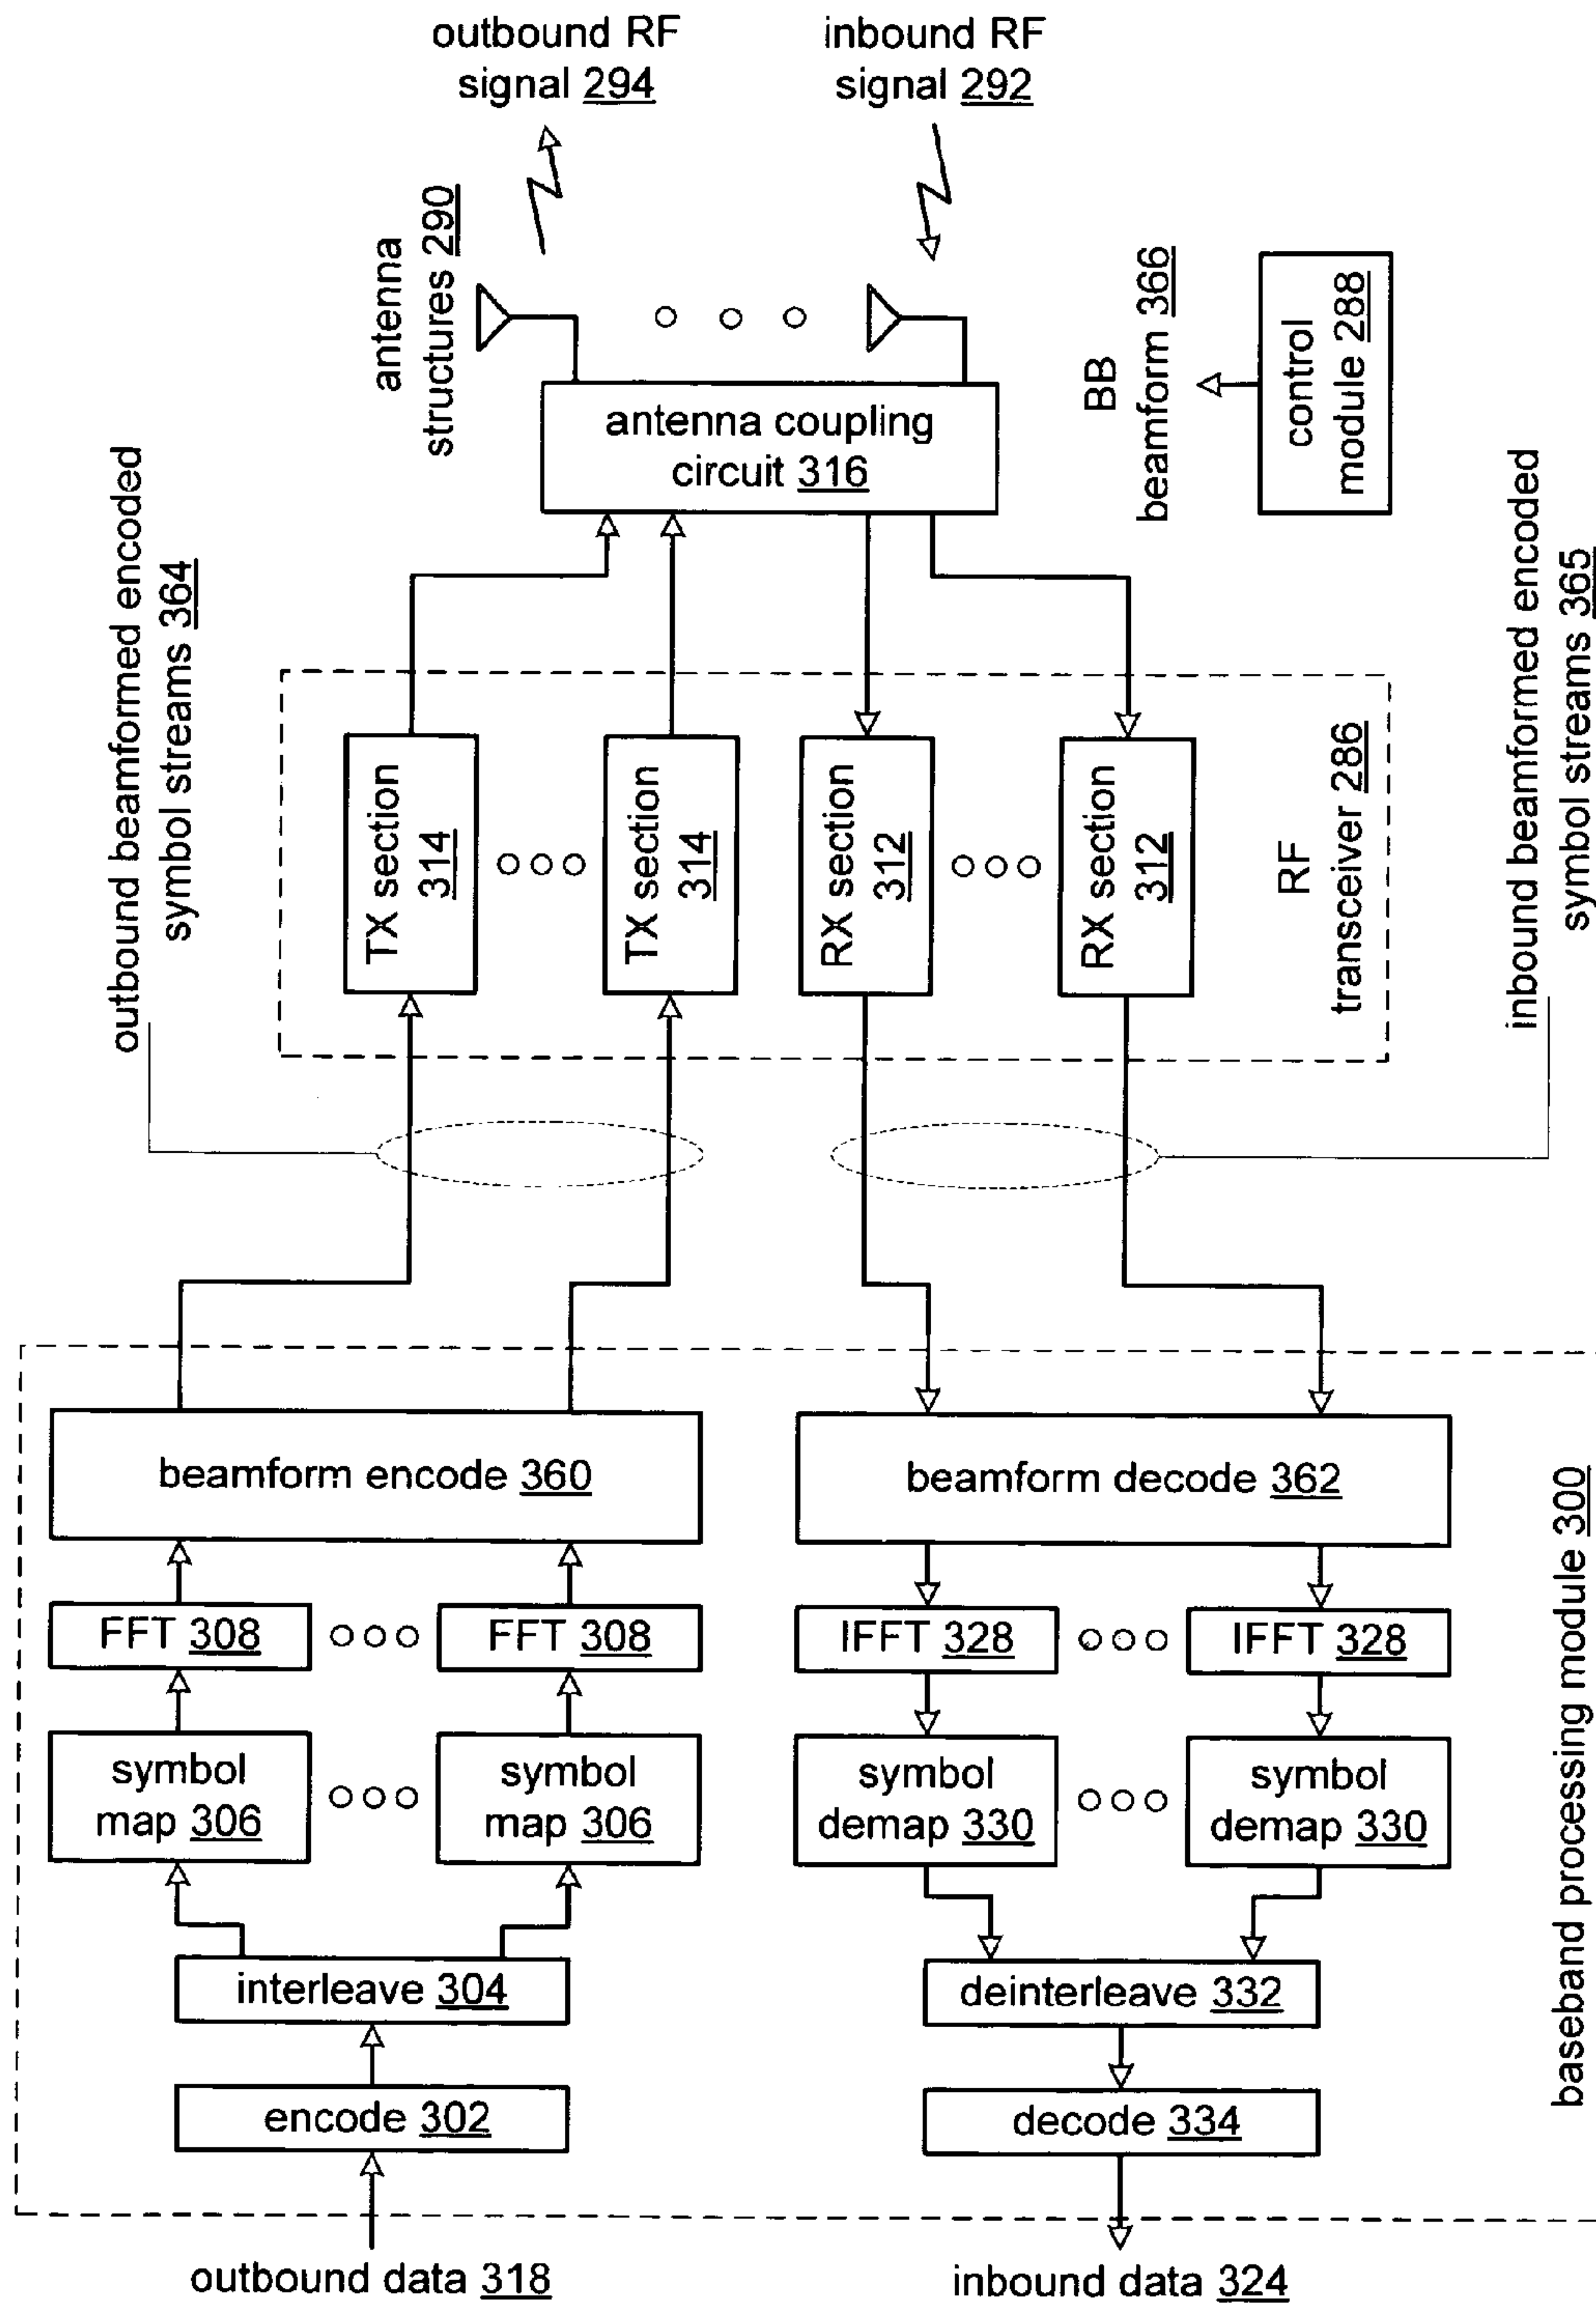 outbound RF
signal 294
inbound RF
signal 292
antenna
structures 290
outbound beamformed encoded
symbol streams 364
antenna coupling
circuit 316
BB
beamform 366
control
module 288
inbound beamformed encoded
symbol streams 365
TX section
314
TX section
314
RX section
312
RX section
312
RF
transceiver 286
beamform encode 360
beamform decode 362
FFT 308
FFT 308
IFFT 328
IFFT 328
symbol
map 306
symbol
map 306
symbol
demap 330
symbol
demap 330
interleave 304
deinterleave 332
encode 302
decode 334
baseband processing module 300
outbound data 318
inbound data 324